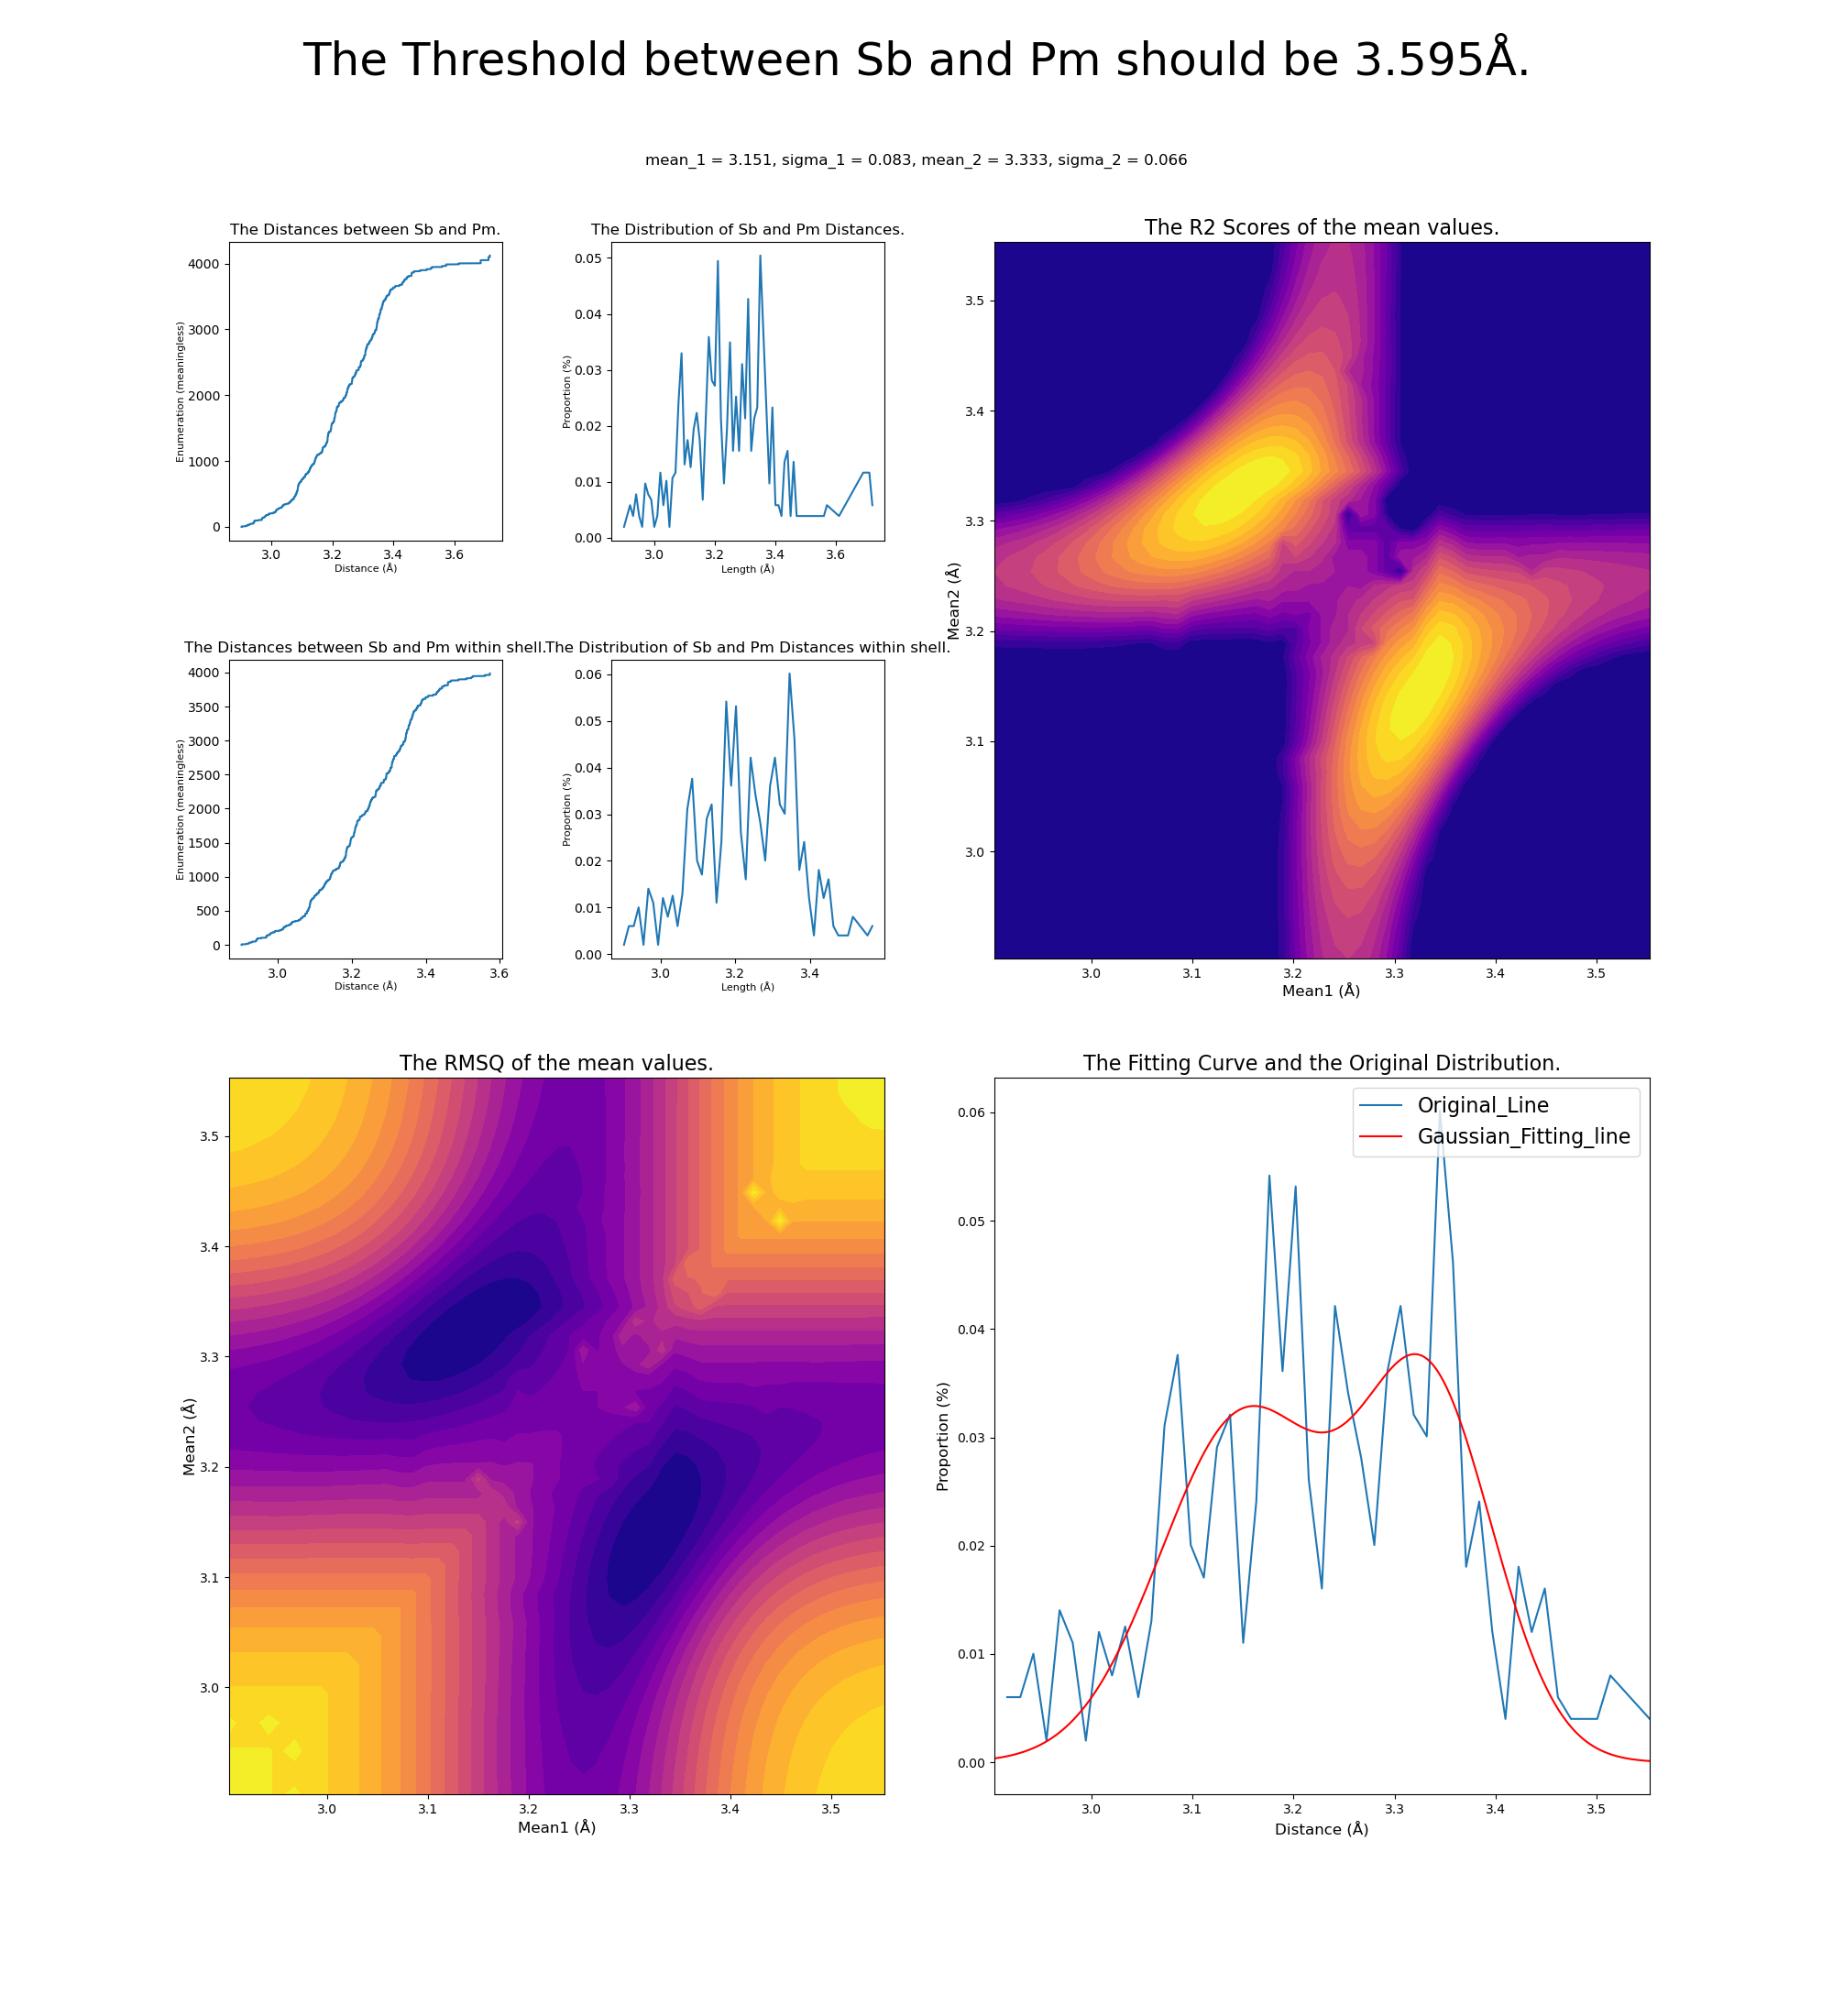 The Threshold between Sb and Pm should be 3.595Å.
mean_1 = 3.151, sigma_1 = 0.083, mean_2 = 3.333, sigma_2 = 0.066
The Distances between Sb and Pm.
4000
3000
2000
1000
0
Enumeration (meaningless)
3.0 3.2 3.4 3.6
Distance (Å)
The Distribution of Sb and Pm Distances.
0.05
0.04
0.03
0.02
0.01
0.00
Proportion (%)
3.0 3.2 3.4 3.6
Length (Å)
The R2 Scores of the mean values.
3.5
3.4
3.3
3.2
3.1
3.0
Mean2 (Å)
3.0 3.1 3.2 3.3 3.4 3.5
Mean1 (Å)
The Distances between Sb and Pm within shell.
4000
3500
3000
2500
2000
1500
1000
500
0
Enumeration (meaningless)
3.0 3.2 3.4 3.6
Distance (Å)
The Distribution of Sb and Pm Distances within shell.
0.06
0.05
0.04
0.03
0.02
0.01
0.00
Proportion (%)
3.0 3.2 3.4
Length (Å)
The RMSQ of the mean values.
3.5
3.4
3.3
3.2
3.1
3.0
Mean2 (Å)
3.0 3.1 3.2 3.3 3.4 3.5
Mean1 (Å)
The Fitting Curve and the Original Distribution.
Original_Line
Gaussian_Fitting_line
0.06
0.05
0.04
0.03
0.02
0.01
0.00
Proportion (%)
3.0 3.1 3.2 3.3 3.4 3.5
Distance (Å)